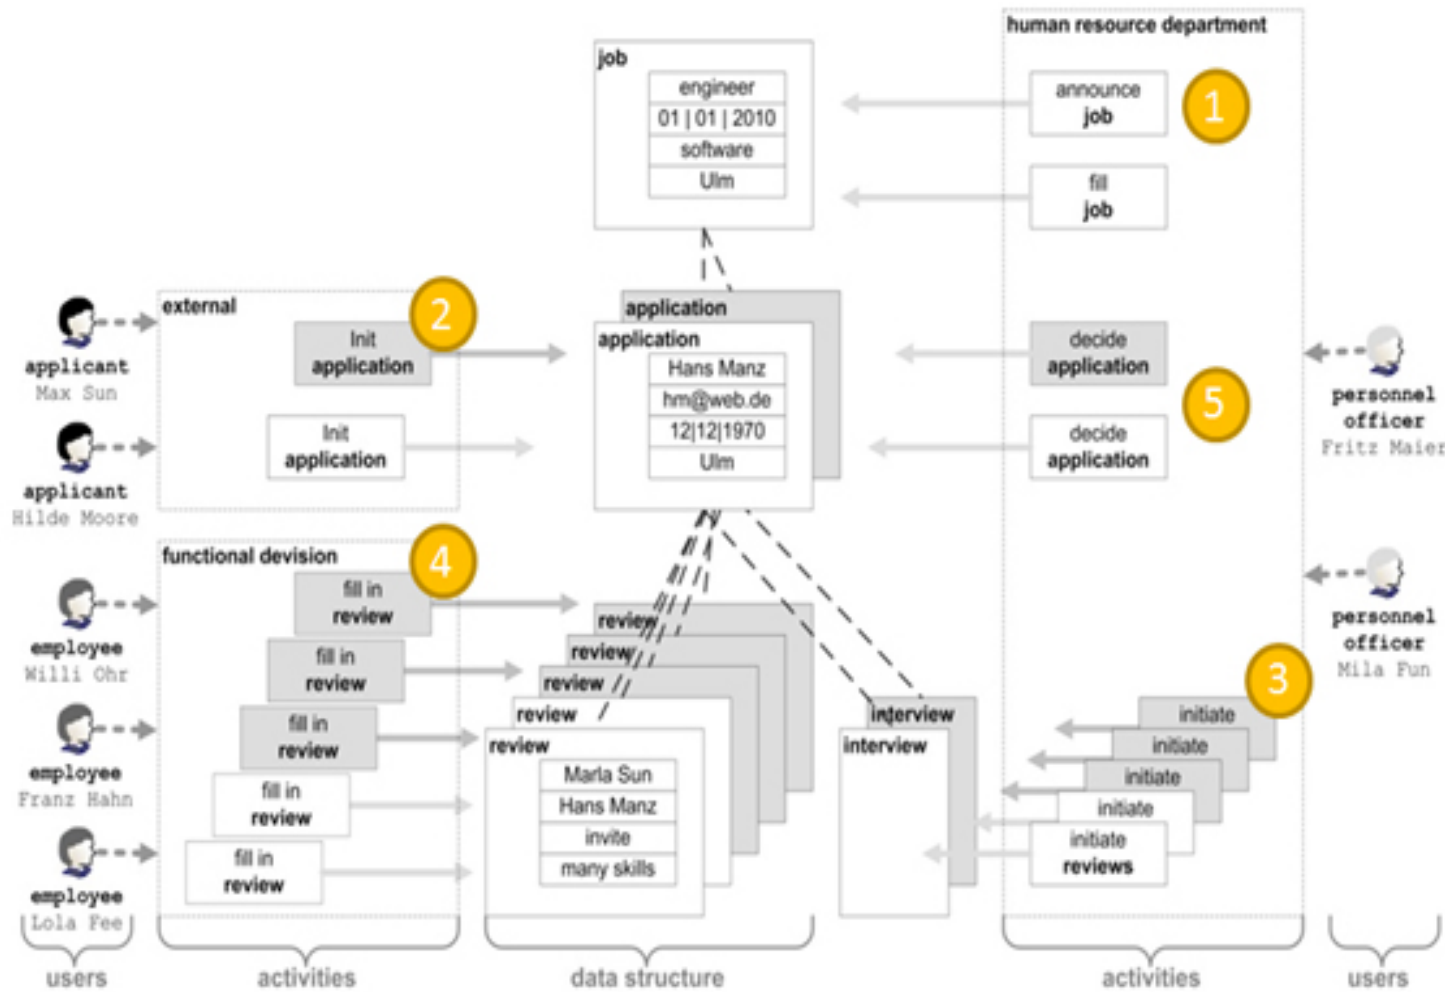 human resource department
job
engineer
01 | 01 | 2010
software
Ulm
announce
job
1
fill
job
external
2
Init
application
Init
application
applicant
Max Sun
applicant
Hilde Moore
application
application
Hans Manz
hm@web.de
12|12|1970
Ulm
decide
application
5
decide
application
personnel
officer
Fritz Maier
personnel
officer
Mila Fun
functional devision
4
fill in
review
fill in
review
fill in
review
fill in
review
fill in
review
employee
Willi Ohr
employee
Franz Hahn
employee
Lola Fee
review
review
review
review
review
Marla Sun
Hans Manz
invite
many skills
interview
interview
3
initiate
initiate
initiate
initiate
initiate
reviews
users
activities
data structure
activities
users